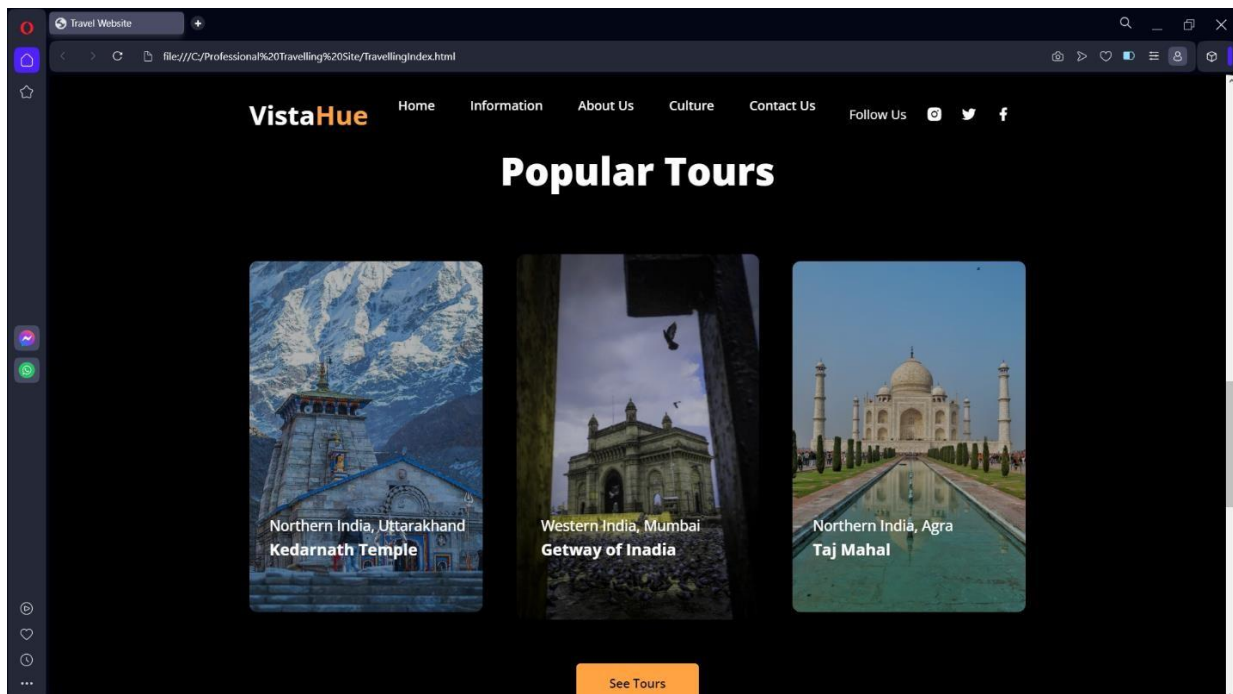 Travel Website
file:///C:/Professional%20Travelling%20Site/TravellingIndex.html
VistaHue
Home Information About Us Culture Contact Us
Follow Us
Popular Tours
Northern India, Uttarakhand
Kedarnath Temple
Western India, Mumbai
Getway of Inadia
Northern India, Agra
Taj Mahal
See Tours